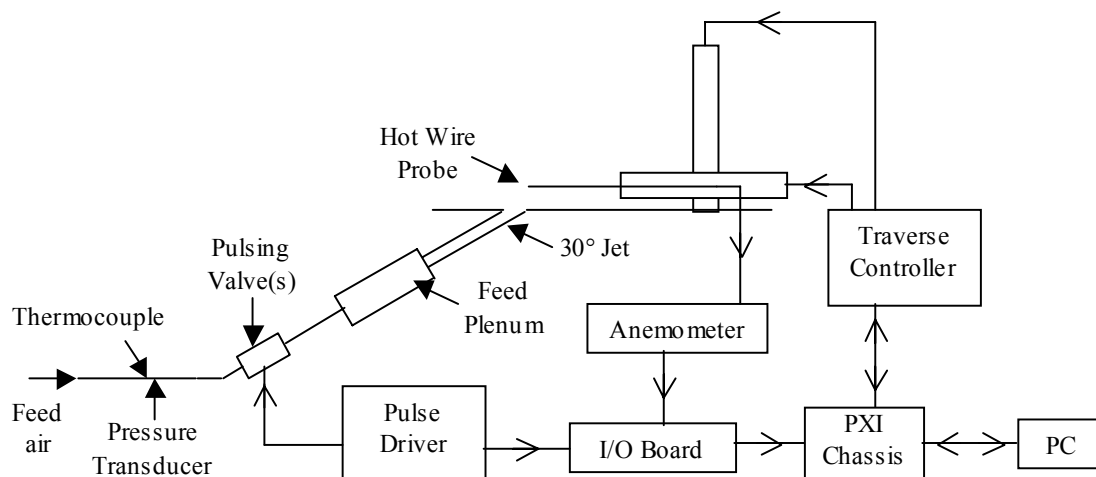 Hot Wire
Probe
30° Jet
Pulsing
Valve(s)
Feed
Plenum
Traverse
Controller
Thermocouple
Anemometer
Feed
air
Pressure
Transducer
Pulse
Driver
I/O Board
PXI
Chassis
PC